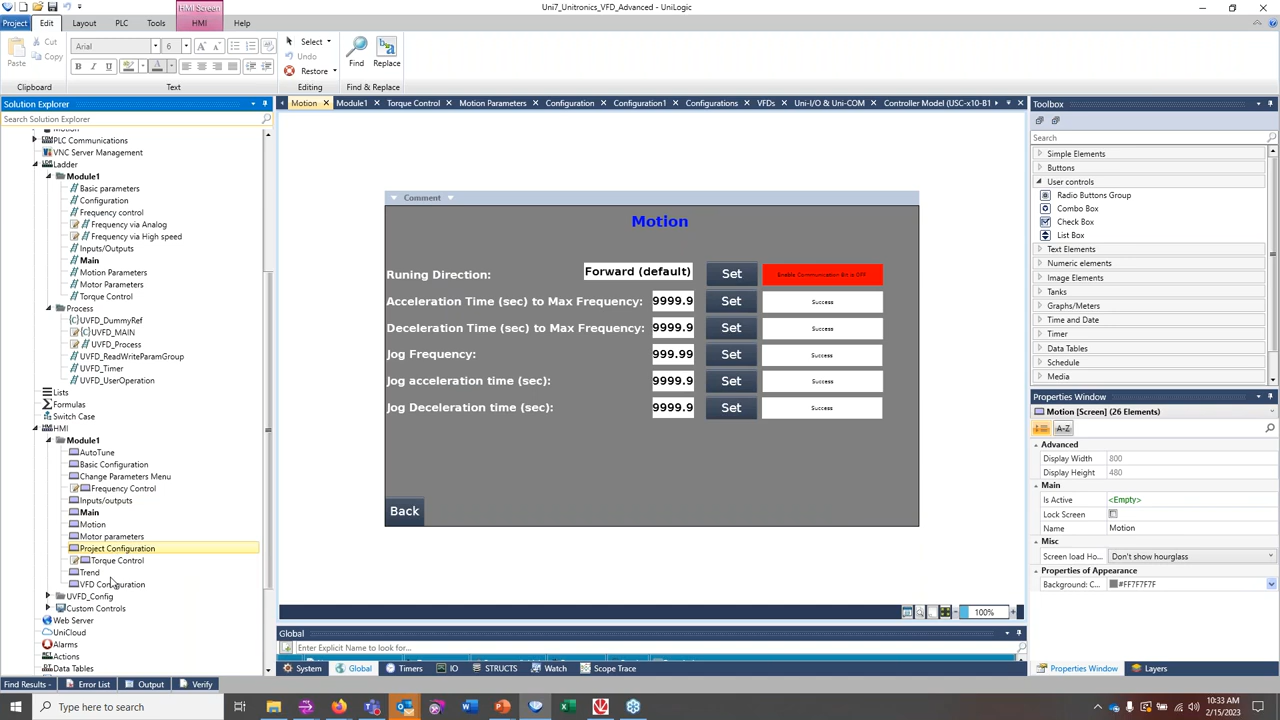 HMI Screen
Uni7_Unitronics_VFD_Advanced - UniLogic
Project Edit Layout PLC Tools HMI Help
Paste Cut Copy
Clipboard
Arial 6
Text
Select
Undo
Restore
Editing
Find Replace
Find & Replace
Solution Explorer
Search Solution Explorer
Motion
PLC Communications
VNC Server Management
Ladder
Module1
Basic parameters
Configuration
Frequency control
Frequency via Analog
Frequency via High speed
Inputs/Outputs
Main
Motion Parameters
Motor Parameters
Torque Control
Process
UVFD_DummyRef
UVFD_MAIN
UVFD_Process
UVFD_ReadWriteParamGroup
UVFD_Timer
UVFD_UserOperation
Lists
Formulas
Switch Case
HMI
Module1
AutoTune
Basic Configuration
Change Parameters Menu
Frequency Control
Inputs/outputs
Main
Motion
Motor parameters
Project Configuration
Torque Control
Trend
VFD Configuration
UVFD_Config
Custom Controls
Web Server
UniCloud
Alarms
Actions
Data Tables
Find Results - Error List Output Verify
Motion Module1 Torque Control Motion Parameters Configuration Configuration1 Configurations VFDs Uni-I/O & Uni-COM Controller Model (USC-x10-B1
Comment
Motion
Runing Direction: Forward (default) Set Enable Communication Bit is OFF
Acceleration Time (sec) to Max Frequency: 9999.9 Set Success
Deceleration Time (sec) to Max Frequency: 9999.9 Set Success
Jog Frequency: 999.99 Set Success
Jog acceleration time (sec): 9999.9 Set Success
Jog Deceleration time (sec): 9999.9 Set Success
Back
100%
Global
Enter Explicit Name to look for...
System Global Timers IO STRUCTS Watch Scope Trace
Toolbox
Search
Simple Elements
Buttons
User controls
Radio Buttons Group
Combo Box
Check Box
List Box
Text Elements
Numeric elements
Image Elements
Tanks
Graphs/Meters
Time and Date
Timer
Data Tables
Schedule
Media
Properties Window
Motion [Screen] (26 Elements)
A-Z
Advanced
Display Width 800
Display Height 480
Main
Is Active <Empty>
Lock Screen
Name Motion
Misc
Screen load Ho... Don't show hourglass
Properties of Appearance
Background: C... #FF7F7F7F
Properties Window Layers
Type here to search
10:33 AM
2/15/2023